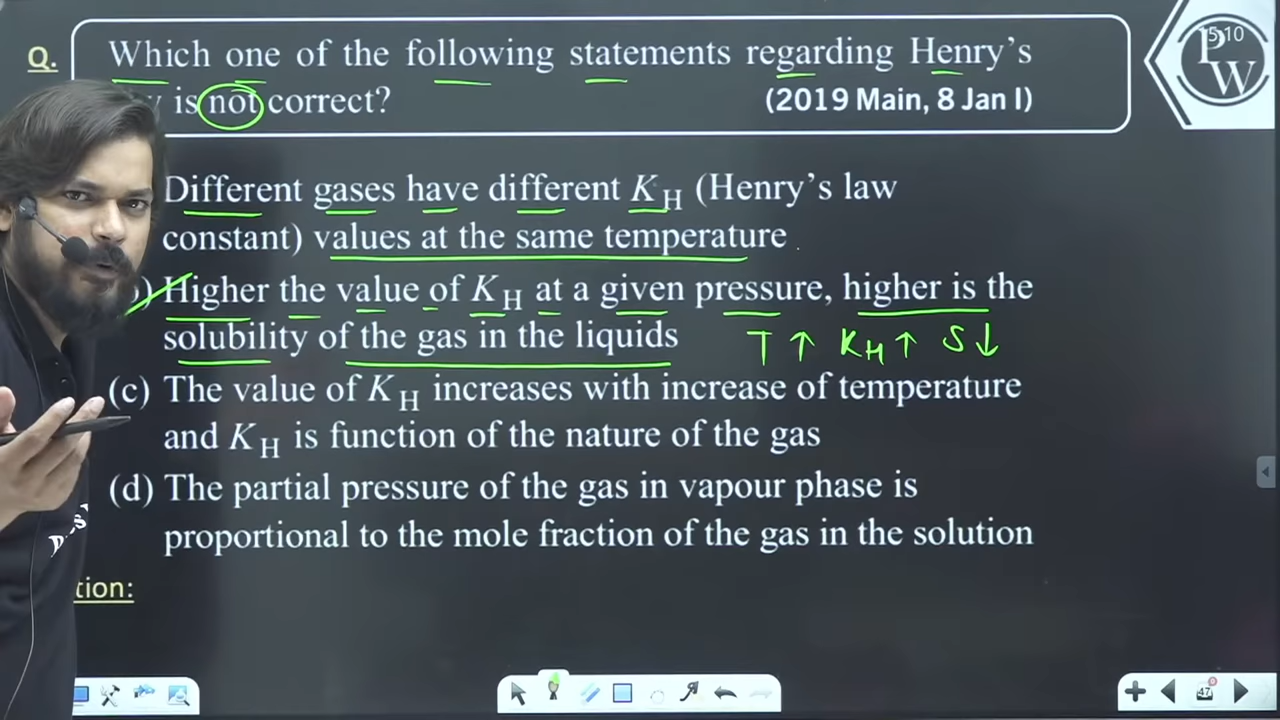 Q.
Which one of the following statements regarding Henry's
is not correct?
(2019 Main, 8 Jan I)
5:10
PW
Different gases have different K_H (Henry's law
constant) values at the same temperature
Higher the value of K_H at a given pressure, higher is the
solubility of the gas in the liquids
T ↑ K_H ↑ S ↓
(c) The value of K_H increases with increase of temperature
and K_H is function of the nature of the gas
(d) The partial pressure of the gas in vapour phase is
proportional to the mole fraction of the gas in the solution
tion:
47